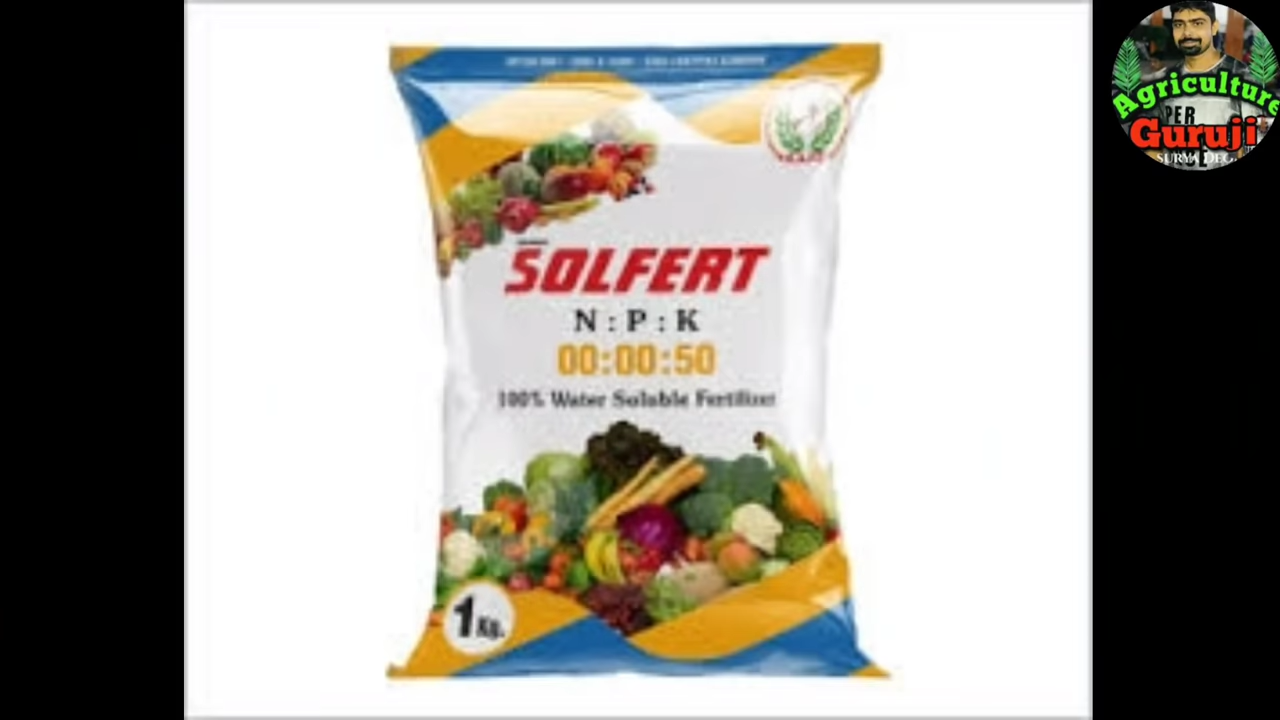 SOLFERT
N : P : K
00:00:50
100% Water Soluble Fertilizer
1 Kg.
Agriculture
Guruji